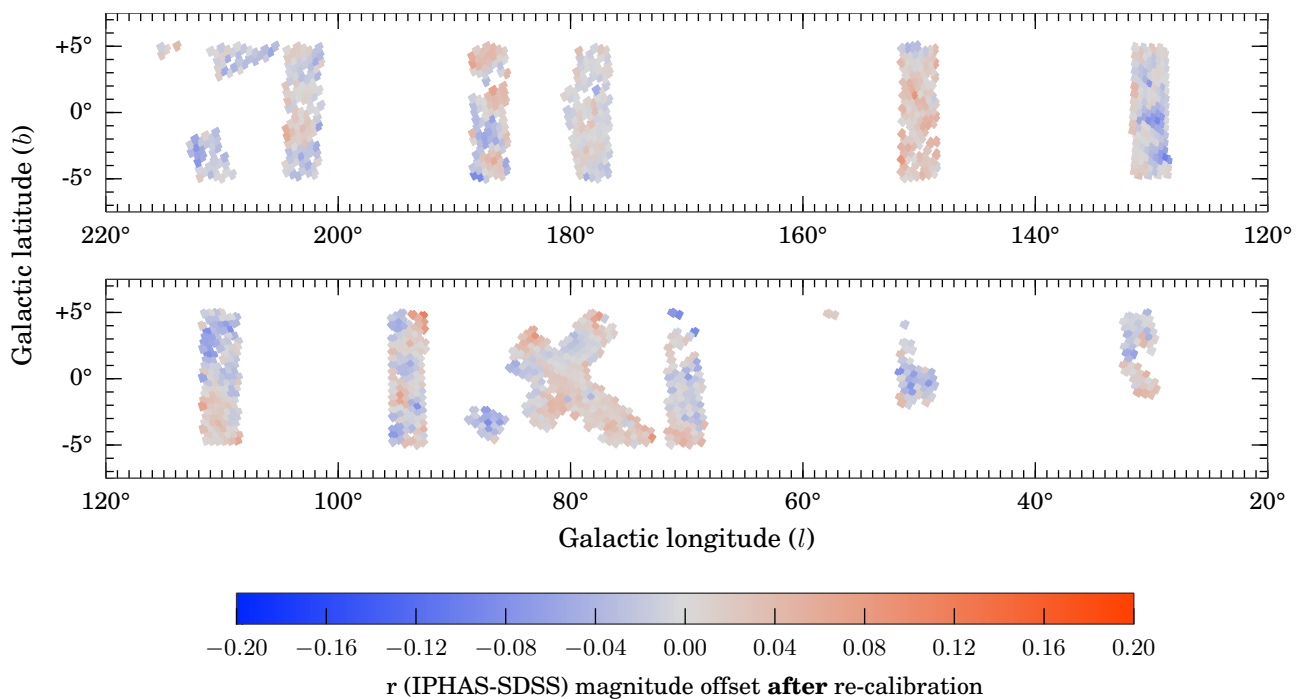 Galactic latitude (b)
+5°
0°
-5°
220° 200° 180° 160° 140° 120°
+5°
0°
-5°
120° 100° 80° 60° 40° 20°
Galactic longitude (l)
−0.20 −0.16 −0.12 −0.08 −0.04 0.00 0.04 0.08 0.12 0.16 0.20
r (IPHAS-SDSS) magnitude offset after re-calibration